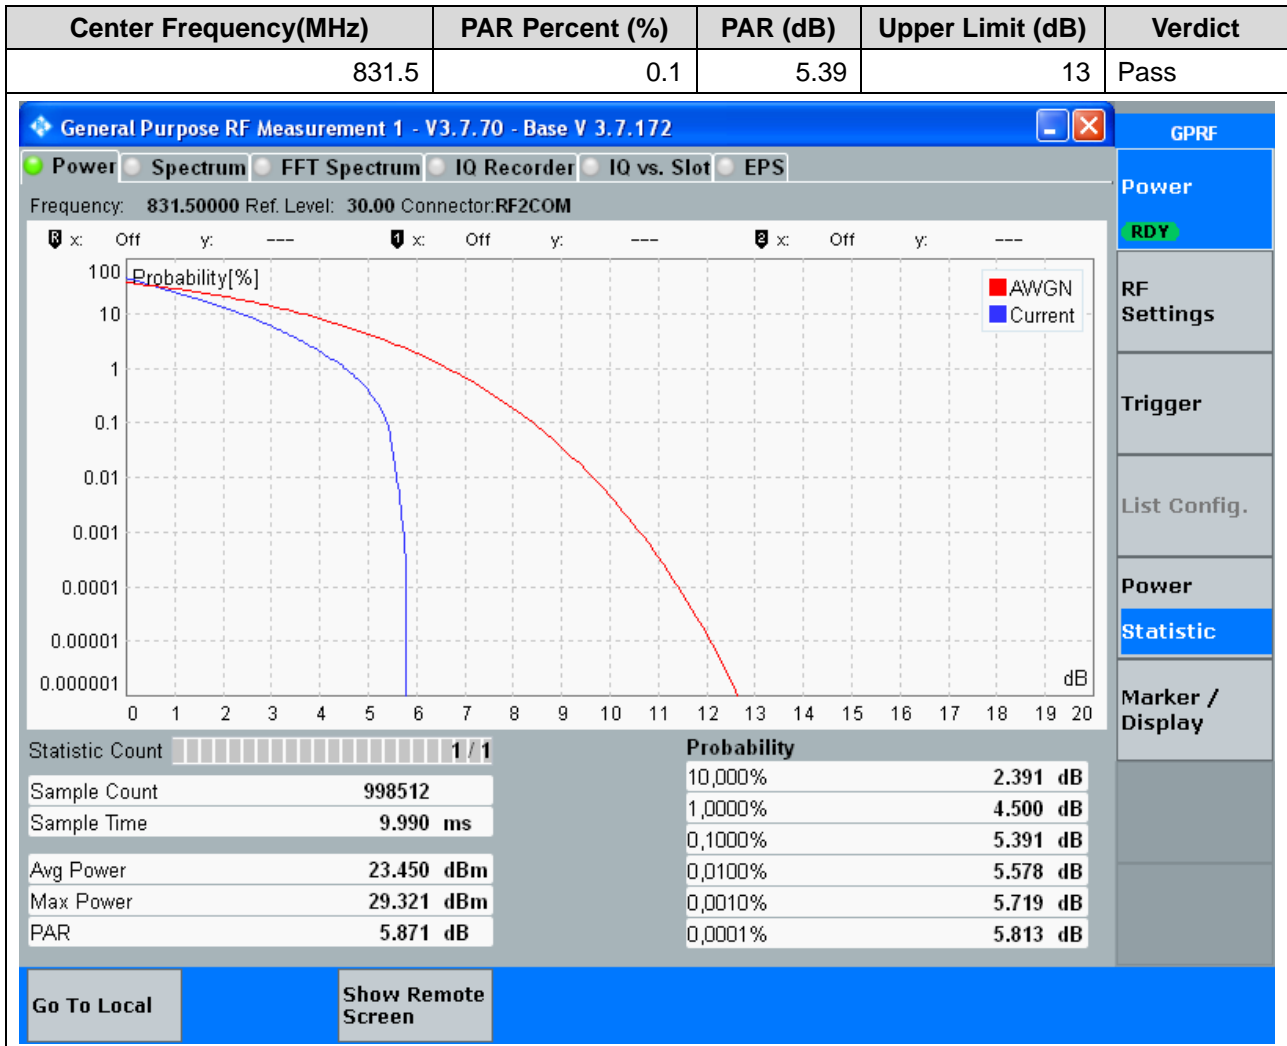 Center Frequency(MHz) PAR Percent (%) PAR (dB) Upper Limit (dB) Verdict
831.5 0.1 5.39 13 Pass
General Purpose RF Measurement 1 - V3.7.70 - Base V 3.7.172
GPRF
Power Spectrum FFT Spectrum IQ Recorder IQ vs. Slot EPS
Frequency: 831.50000 Ref. Level: 30.00 Connector:RF2COM
R x: Off y: --- 1 x: Off y: --- 2 x: Off y: ---
Probability[%]
100
10
1
0.1
0.01
0.001
0.0001
0.00001
0.000001
AWGN
Current
dB
0 1 2 3 4 5 6 7 8 9 10 11 12 13 14 15 16 17 18 19 20
Statistic Count 1 / 1
Sample Count 998512
Sample Time 9.990 ms
Avg Power 23.450 dBm
Max Power 29.321 dBm
PAR 5.871 dB
Probability
10,000% 2.391 dB
1,0000% 4.500 dB
0,1000% 5.391 dB
0,0100% 5.578 dB
0,0010% 5.719 dB
0,0001% 5.813 dB
Power
RDY
RF
Settings
Trigger
List Config.
Power
Statistic
Marker /
Display
Go To Local
Show Remote
Screen